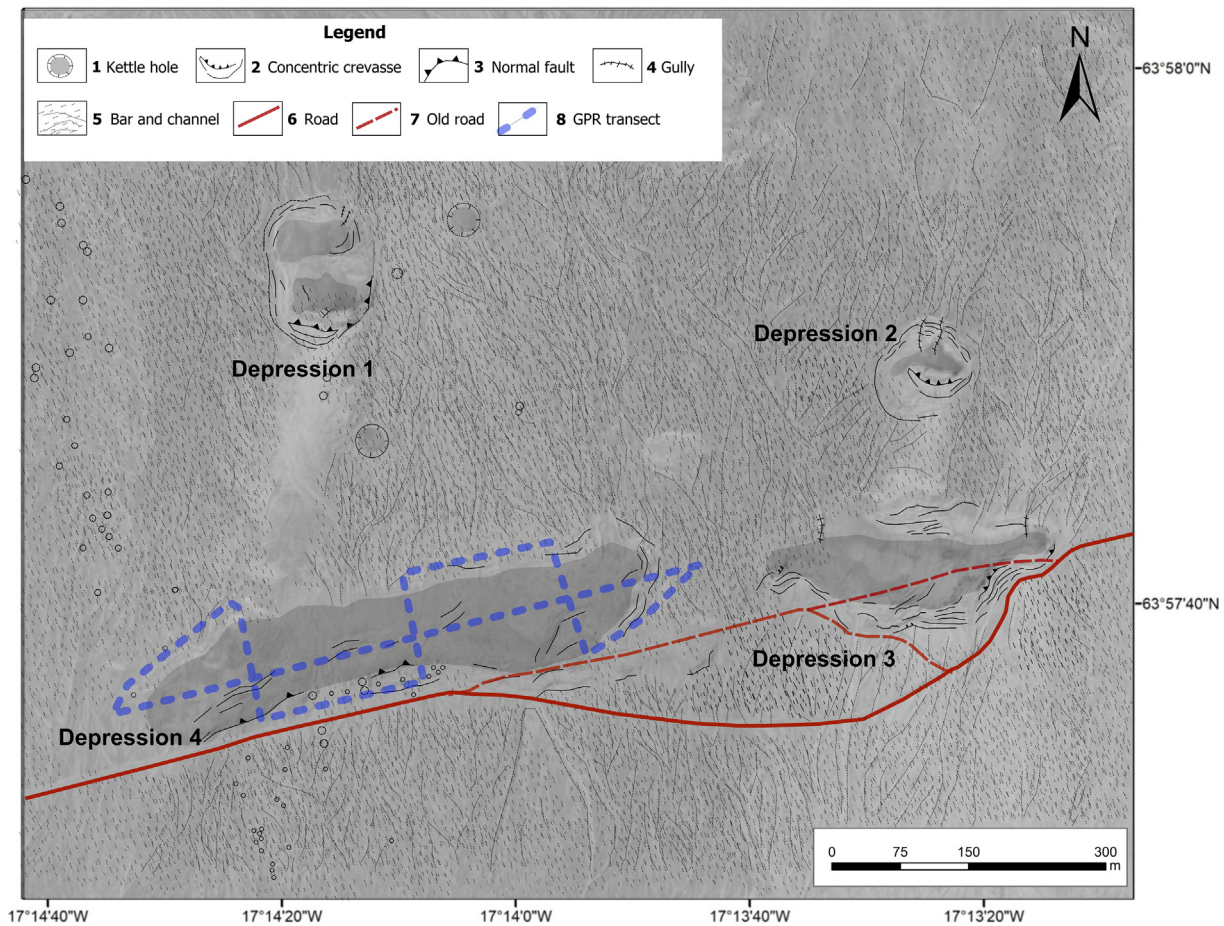 Legend
1 Kettle hole
2 Concentric crevasse
3 Normal fault
4 Gully
5 Bar and channel
6 Road
7 Old road
8 GPR transect
N
63°58'0"N
Depression 2
Depression 1
63°57'40"N
Depression 3
Depression 4
0 75 150 300
m
17°14'40"W 17°14'20"W 17°14'0"W 17°13'40"W 17°13'20"W